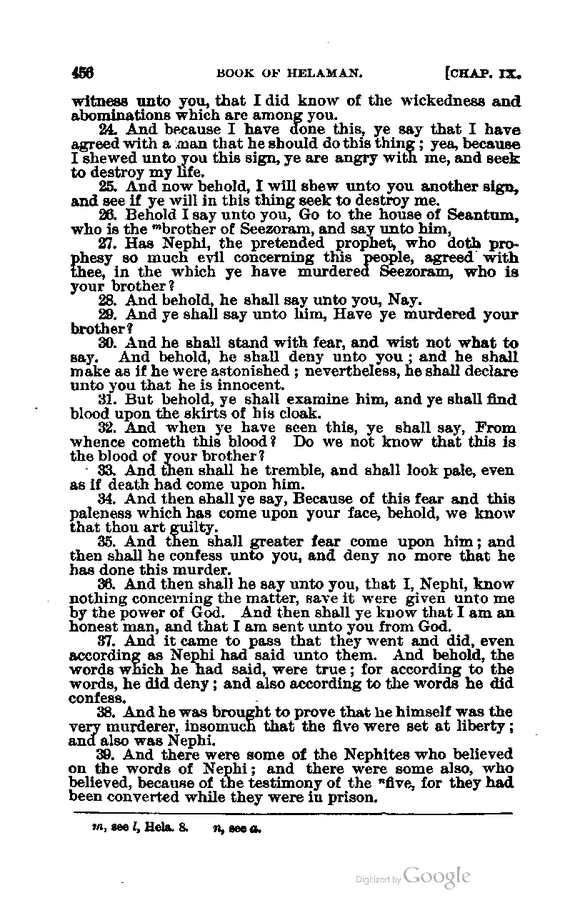 456 BOOK OF HELAMAN. [CHAP. IX.
witness unto you, that I did know of the wickedness and
abominations which are among you.
24. And because I have done this, ye say that I have
agreed with a man that he should do this thing; yea, because
I shewed unto you this sign, ye are angry with me, and seek
to destroy my life.
25. And now behold, I will shew unto you another sign,
and see if ye will in this thing seek to destroy me.
26. Behold I say unto you, Go to the house of Seantum,
who is the ᵐbrother of Seezoram, and say unto him,
27. Has Nephi, the pretended prophet, who doth pro-
phesy so much evil concerning this people, agreed with
thee, in the which ye have murdered Seezoram, who is
your brother?
28. And behold, he shall say unto you, Nay.
29. And ye shall say unto him, Have ye murdered your
brother?
30. And he shall stand with fear, and wist not what to
say. And behold, he shall deny unto you; and he shall
make as if he were astonished; nevertheless, he shall declare
unto you that he is innocent.
31. But behold, ye shall examine him, and ye shall find
blood upon the skirts of his cloak.
32. And when ye have seen this, ye shall say, From
whence cometh this blood? Do we not know that this is
the blood of your brother?
33. And then shall he tremble, and shall look pale, even
as if death had come upon him.
34. And then shall ye say, Because of this fear and this
paleness which has come upon your face, behold, we know
that thou art guilty.
35. And then shall greater fear come upon him; and
then shall he confess unto you, and deny no more that he
has done this murder.
36. And then shall he say unto you, that I, Nephi, know
nothing concerning the matter, save it were given unto me
by the power of God. And then shall ye know that I am an
honest man, and that I am sent unto you from God.
37. And it came to pass that they went and did, even
according as Nephi had said unto them. And behold, the
words which he had said, were true; for according to the
words, he did deny; and also according to the words he did
confess.
38. And he was brought to prove that he himself was the
very murderer, insomuch that the five were set at liberty;
and also was Nephi.
39. And there were some of the Nephites who believed
on the words of Nephi; and there were some also, who
believed, because of the testimony of the ⁿfive, for they had
been converted while they were in prison.
m, see l, Hela. 8. n, see a.
Digitized by Google